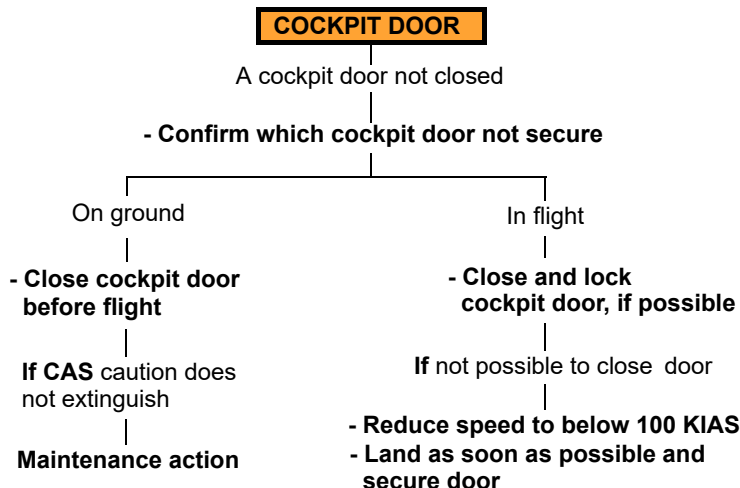 COCKPIT DOOR
A cockpit door not closed
- Confirm which cockpit door not secure
On ground
- Close cockpit door
before flight
If CAS caution does
not extinguish
Maintenance action
In flight
- Close and lock
cockpit door, if possible
If not possible to close door
- Reduce speed to below 100 KIAS
- Land as soon as possible and
secure door